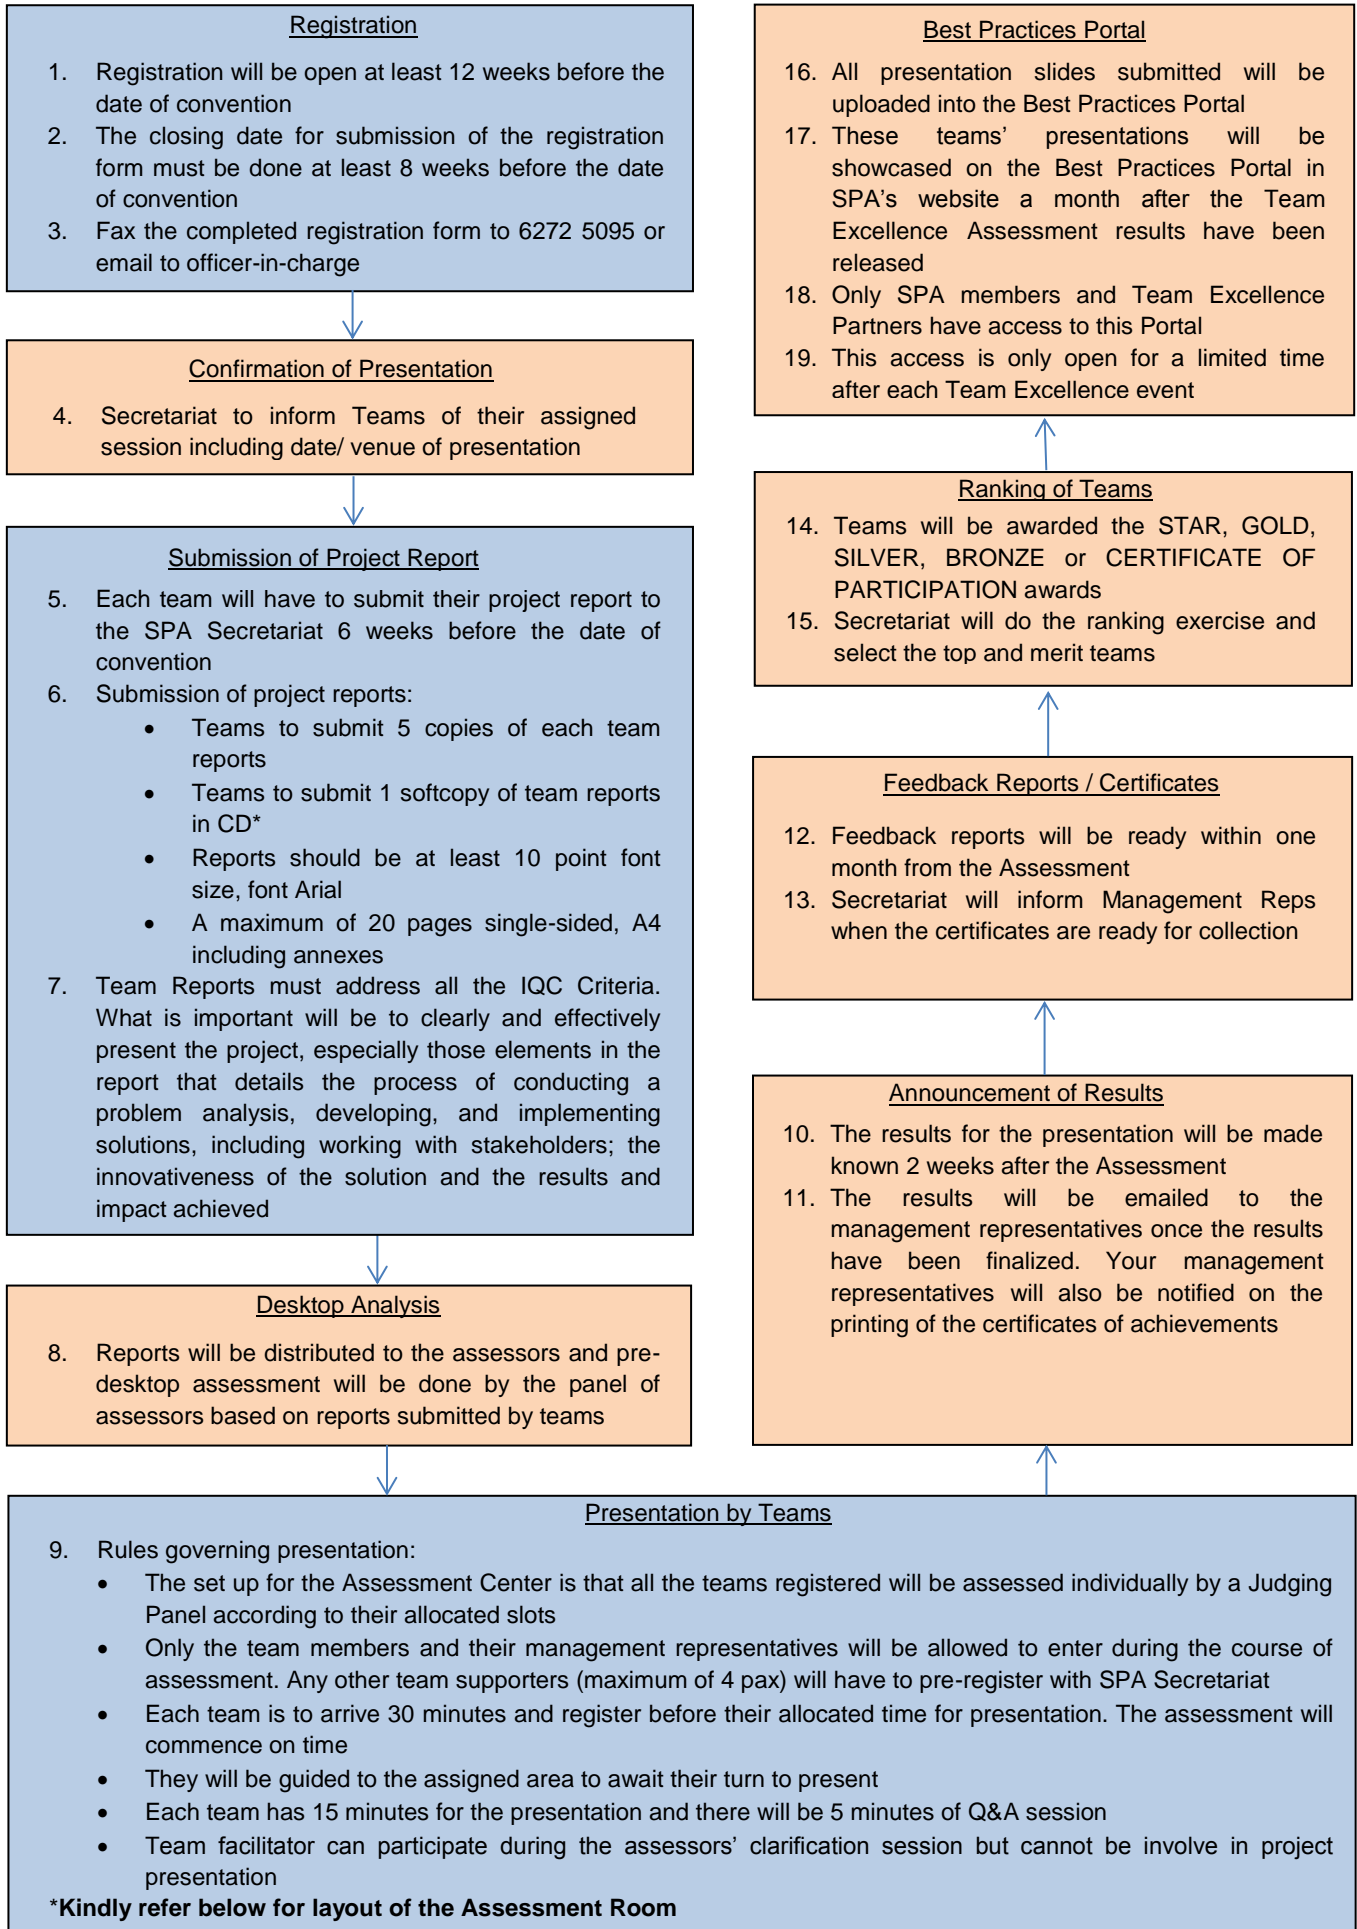 Registration
1. Registration will be open at least 12 weeks before the
date of convention
2. The closing date for submission of the registration
form must be done at least 8 weeks before the date
of convention
3. Fax the completed registration form to 6272 5095 or
email to officer-in-charge
Confirmation of Presentation
4. Secretariat to inform Teams of their assigned
session including date/ venue of presentation
Submission of Project Report
5. Each team will have to submit their project report to
the SPA Secretariat 6 weeks before the date of
convention
6. Submission of project reports:
• Teams to submit 5 copies of each team
reports
• Teams to submit 1 softcopy of team reports
in CD*
• Reports should be at least 10 point font
size, font Arial
• A maximum of 20 pages single-sided, A4
including annexes
7. Team Reports must address all the IQC Criteria.
What is important will be to clearly and effectively
present the project, especially those elements in the
report that details the process of conducting a
problem analysis, developing, and implementing
solutions, including working with stakeholders; the
innovativeness of the solution and the results and
impact achieved
Desktop Analysis
8. Reports will be distributed to the assessors and pre-
desktop assessment will be done by the panel of
assessors based on reports submitted by teams
Presentation by Teams
9. Rules governing presentation:
• The set up for the Assessment Center is that all the teams registered will be assessed individually by a Judging
Panel according to their allocated slots
• Only the team members and their management representatives will be allowed to enter during the course of
assessment. Any other team supporters (maximum of 4 pax) will have to pre-register with SPA Secretariat
• Each team is to arrive 30 minutes and register before their allocated time for presentation. The assessment will
commence on time
• They will be guided to the assigned area to await their turn to present
• Each team has 15 minutes for the presentation and there will be 5 minutes of Q&A session
• Team facilitator can participate during the assessors’ clarification session but cannot be involve in project
presentation
*Kindly refer below for layout of the Assessment Room
Announcement of Results
10. The results for the presentation will be made
known 2 weeks after the Assessment
11. The results will be emailed to the
management representatives once the results
have been finalized. Your management
representatives will also be notified on the
printing of the certificates of achievements
Feedback Reports / Certificates
12. Feedback reports will be ready within one
month from the Assessment
13. Secretariat will inform Management Reps
when the certificates are ready for collection
Ranking of Teams
14. Teams will be awarded the STAR, GOLD,
SILVER, BRONZE or CERTIFICATE OF
PARTICIPATION awards
15. Secretariat will do the ranking exercise and
select the top and merit teams
Best Practices Portal
16. All presentation slides submitted will be
uploaded into the Best Practices Portal
17. These teams’ presentations will be
showcased on the Best Practices Portal in
SPA’s website a month after the Team
Excellence Assessment results have been
released
18. Only SPA members and Team Excellence
Partners have access to this Portal
19. This access is only open for a limited time
after each Team Excellence event